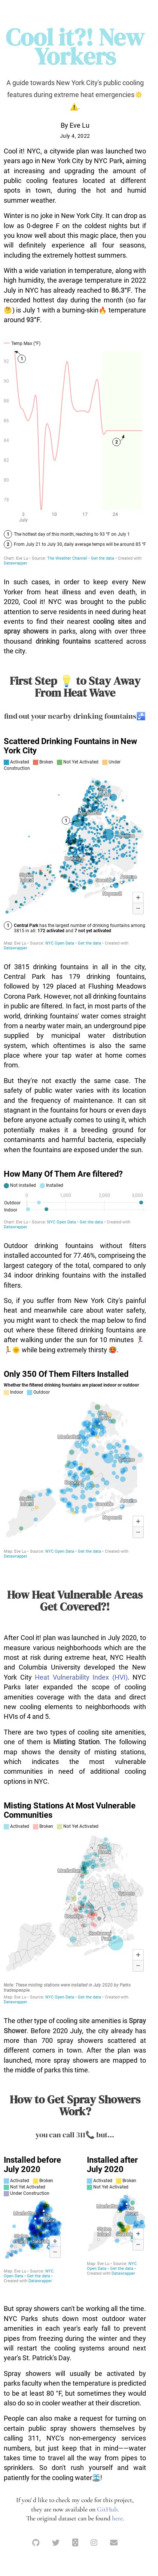 Cool it?! New
Yorkers
A guide towards New York City's public cooling
features during extreme heat emergencies🌞
⚠️.
By Eve Lu
July 4, 2022
Cool it! NYC, a citywide plan was launched two
years ago in New York City by NYC Park, aiming
at increasing and upgrading the amount of
public cooling features located at different
spots in town, during the hot and humid
summer weather.
Winter is no joke in New York City. It can drop as
low as 0-degree F on the coldest nights but if
you know well about this magic place, then you
will definitely experience all four seasons,
including the extremely hottest summers.
With a wide variation in temperature, along with
high humidity, the average temperature in 2022
July in NYC has already reached to 86.3°F. The
recorded hottest day during the month (so far
🤔) is July 1 with a burning-skin🔥 temperature
around 93°F.
Max Temp (°F)
1
92
90
88
86
84
82
80
78
2
3
10
17
24
July
1 The hottest day of this month, reaching to 93 °F on July 1
2 From July 21 to July 30, daily average temps will be around 85 °F
Chart: Eve Lu • Source: The Weather Channel • Get the data • Created with
Datawrapper
In such cases, in order to keep every New
Yorker from heat illness and even death, in
2020, Cool it! NYC was brought to the public
attention to serve residents in need during heat
events to find their nearest cooling sites and
spray showers in parks, along with over three
thousand drinking fountains scattered across
the city.
First Step 💡 to Stay Away
From Heat Wave
find out your nearby drinking fountains🚰
Scattered Drinking Fountains in New
York City
Activated Broken Not Yet Activated Under
Construction
1
1 Central Park has the largest number of drinking fountains among
3815 in all: 172 activated and 7 not yet activated
Map: Eve Lu • Source: NYC Open Data • Get the data • Created with
Datawrapper
Of 3815 drinking fountains in all in the city,
Central Park has 179 drinking fountain,
followed by 129 placed at Flushing Meadows
Corona Park. However, not all drinking fountains
in public are safe. In fact, New York City tap
water, drinking fountains' water goes straight
from the underground municipal water
distribution system without any filtering
system, which oftentimes is also the same
system where domestic cooling water comes
from.
But they're not exactly the same case. The
safety of outdoor or public water is also based
on the frequency of maintenance. It can sustain
in the piping for one or two weeks or even days
before anyone actually press using it, which is
potentially makes it a breeding ground for
contaminants and harmful bacteria, especially
when the fountains are exposed under the sun.
How Many Of Them Are filtered?
Not installed Installed
0
1,000
2,000
3,000
Outdoor
Indoor
Chart: Eve Lu • Source: NYC Open Data • Get the data • Created with
Datawrapper
Outdoor drinking fountains without filter
installed accounted for 77.46%, comprising the
largest category of the total, while there are only
34 indoor drinking fountains with installed
filters.
So, if you suffer from New York City's painful
hot summer and also care about water safety,
you might need to check the location below to
find where these filtered drinking fountains are
after walking under the sun for 10 minutes
while being extremely thirsty 🥵.
Only 350 Of Them Filters Installed
Whether the filtered drinking fountains are placed indoor or outdoor
Indoor Outdoor
Map: Eve Lu • Source: NYC Open Data • Get the data • Created with
Datawrapper
How Heat Vulnerable Areas
Get Covered?!
After Cool it! plan was launched in July 2020, to
measure various neighborhoods which are most
at risk during extreme heat times, NYC Health
and Columbia University developed the New
York City Heat Vulnerability Index (HVI). NYC
Parks later compared the locations of cooling
amenities coverage with the data and direct
new cooling elements to neighborhoods with
HVIs of 4 and 5.
There are two types of cooling site amenities,
one of them is Misting Station. The following
map shows the density of misting stations,
which indicates the most vulnerable
communities in need of additional cooling
options in NYC.
Misting Stations At Most Vulnerable
Communities
Activated Broken Not Yet Activated
Note: These misting stations were installed in July 2020 by Parks
tradespeople.
Map: Eve Lu • Source: NYC Open Data • Get the data • Created with
Datawrapper
The other type of cooling site amenities is Spray
Shower. Before 2020 July, the city already has
more than 700 spray showers scattered at
different corners in town. After the plan was
launched, 46 new spray showers are mapped to
the middle of parks this time.
How to Get Spray Showers
Work?
you can call 311📞 but...
Installed before
July 2020
Activated Broken
Not Yet Activated
Under Construction
Map: Eve Lu • Source: NYC
Open Data • Get the data •
Created with Datawrapper
Installed after
July 2020
Activated Broken
Not Yet Activated
Map: Eve Lu • Source: NYC
Open Data • Get the data •
Created with Datawrapper
But spray showers can't be working all the time.
NYC Parks shuts down most outdoor water
amenities in each year's early fall to prevent
pipes from freezing during the winter and they
will restart the cooling systems around next
year's St. Patrick's Day.
Spray showers will usually be activated by
parks faculty when the temperature is predicted
to be at least 80 °F, but sometimes they would
also do so in cooler weather at their discretion.
People can also make a request for turning on
certain public spray showers on their own by
calling 311, NYC's non-emergency services
number, but just keep that in mind——water
takes time to travel all the way from pipes to
sprinklers. So don't rush yourself and wait
patiently for the cooling water
If you'd like to check my code for this project,
they are now available on GitHub.
The original dataset can be found here.